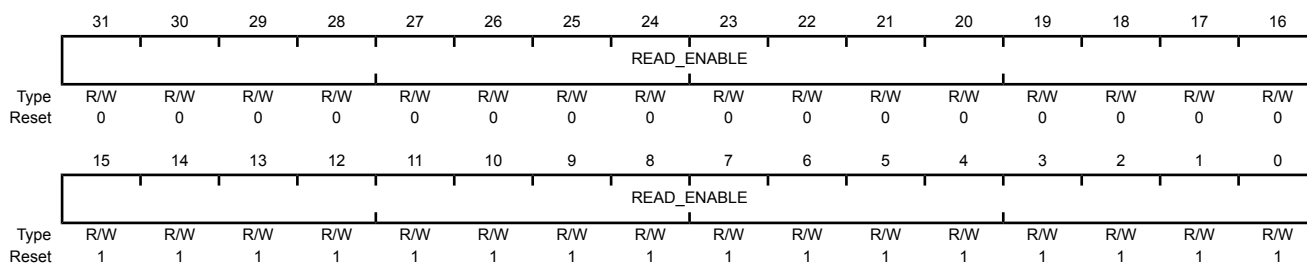 31 30 29 28 27 26 25 24 23 22 21 20 19 18 17 16
READ_ENABLE
Type R/W R/W R/W R/W R/W R/W R/W R/W R/W R/W R/W R/W R/W R/W R/W R/W
Reset 0 0 0 0 0 0 0 0 0 0 0 0 0 0 0 0
15 14 13 12 11 10 9 8 7 6 5 4 3 2 1 0
READ_ENABLE
Type R/W R/W R/W R/W R/W R/W R/W R/W R/W R/W R/W R/W R/W R/W R/W R/W
Reset 1 1 1 1 1 1 1 1 1 1 1 1 1 1 1 1